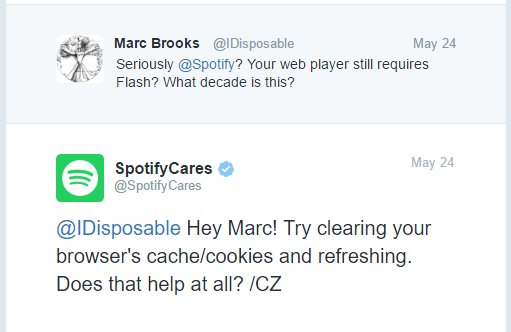 Marc Brooks @IDisposable May 24
Seriously @Spotify? Your web player still requires
Flash? What decade is this?
SpotifyCares May 24
@SpotifyCares
@IDisposable Hey Marc! Try clearing your
browser's cache/cookies and refreshing.
Does that help at all? /CZ